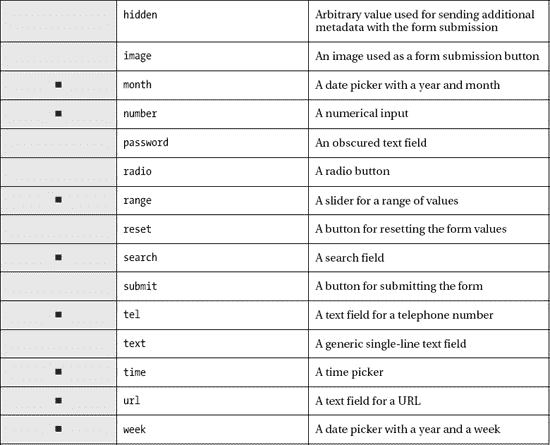 hidden Arbitrary value used for sending additional
metadata with the form submission
image An image used as a form submission button
■ month A date picker with a year and month
■ number A numerical input
password An obscured text field
radio A radio button
■ range A slider for a range of values
reset A button for resetting the form values
■ search A search field
submit A button for submitting the form
■ tel A text field for a telephone number
text A generic single-line text field
■ time A time picker
■ url A text field for a URL
■ week A date picker with a year and a week